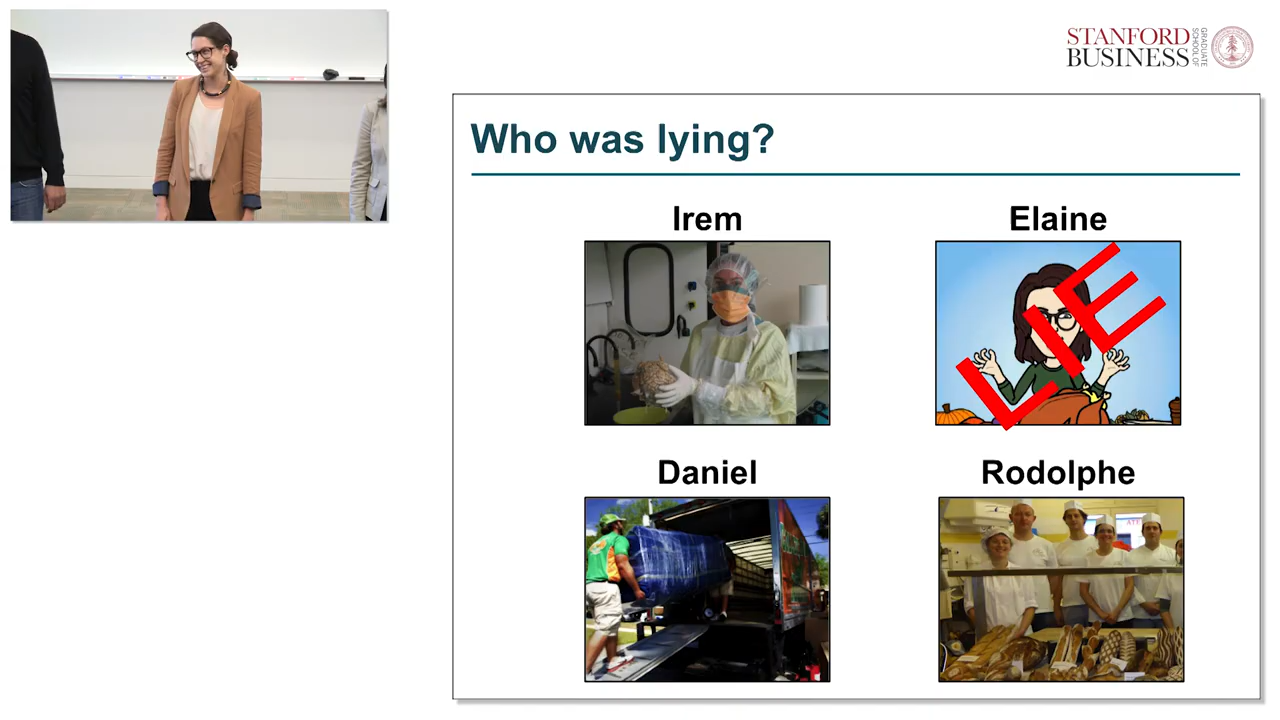 STANFORD
BUSINESS
GRADUATE
SCHOOL OF
Who was lying?
Irem
Elaine
LIE
Daniel
Rodolphe